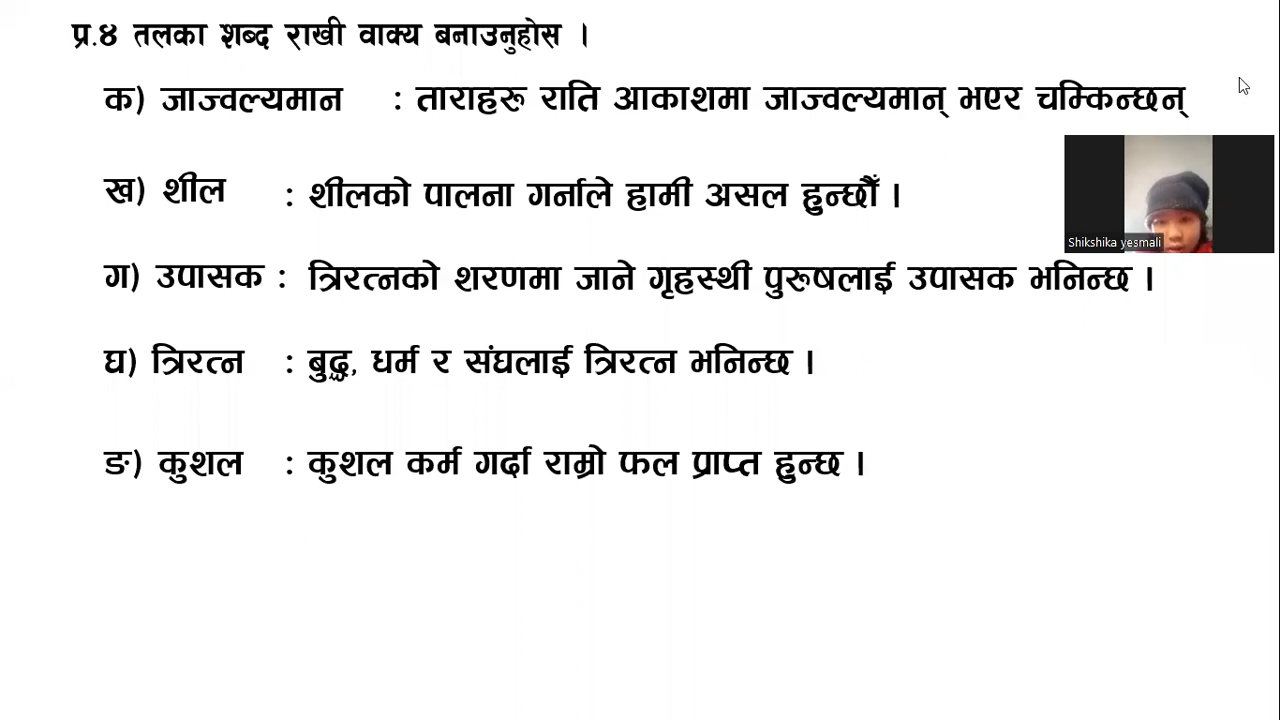 प्र.४ तलका शब्द राखी वाक्य बनाउनुहोस ।
क) जाज्वल्यमान : ताराहरू राति आकाशमा जाज्वल्यमान् भएर चम्किन्छन्
ख) शील : शीलको पालना गर्नाले हामी असल हुन्छौँ ।
Shikshika yesmali
ग) उपासक : त्रिरत्नको शरणमा जाने गृहस्थी पुरूषलाई उपासक भनिन्छ ।
घ) त्रिरत्न : बुद्ध, धर्म र संघलाई त्रिरत्न भनिन्छ ।
ङ) कुशल : कुशल कर्म गर्दा राम्रो फल प्राप्त हुन्छ ।